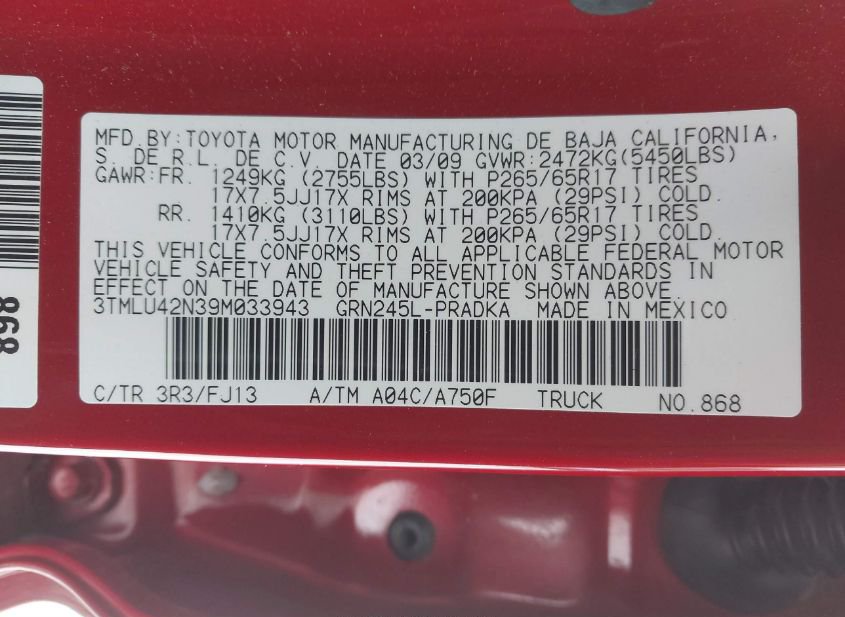 MFD.BY:TOYOTA MOTOR MANUFACTURING DE BAJA CALIFORNIA,
S. DE R.L. DE C.V. DATE 03/09 GVWR:2472KG(5450LBS)
GAWR:FR. 1249KG (2755LBS) WITH P265/65R17 TIRES
17X7.5JJ17X RIMS AT 200KPA (29PSI) COLD.
RR. 1410KG (3110LBS) WITH P265/65R17 TIRES
17X7.5JJ17X RIMS AT 200KPA (29PSI) COLD.
THIS VEHICLE CONFORMS TO ALL APPLICABLE FEDERAL MOTOR
VEHICLE SAFETY AND THEFT PREVENTION STANDARDS IN
EFFECT ON THE DATE OF MANUFACTURE SHOWN ABOVE.
3TMLU42N39M033943 GRN245L-PRADKA MADE IN MEXICO
C/TR 3R3/FJ13 A/TM A04C/A750F TRUCK NO.868
868